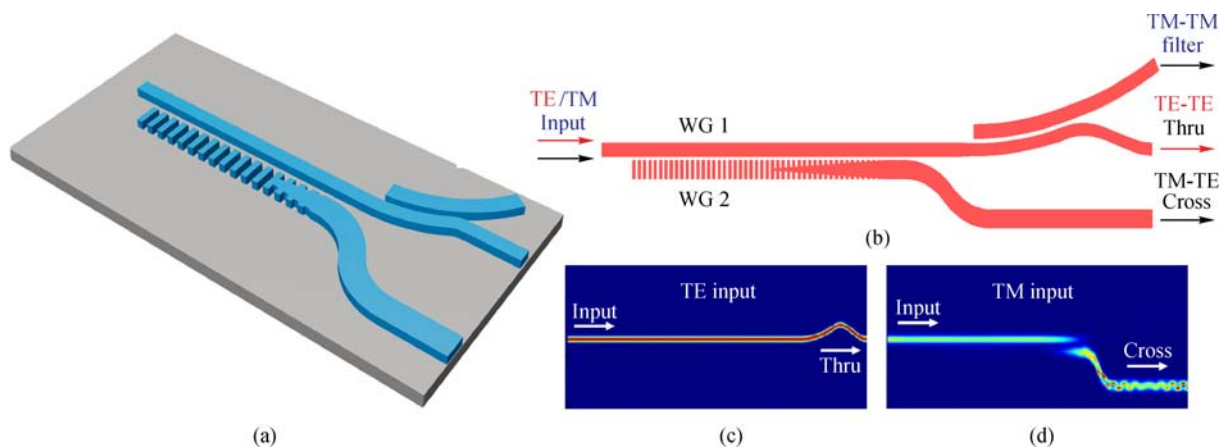 TM-TM
filter
TE/TM
Input
WG 1
TE-TE
Thru
WG 2
TM-TE
Cross
(b)
TE input
Input
Thru
TM input
Input
Cross
(a)
(c)
(d)